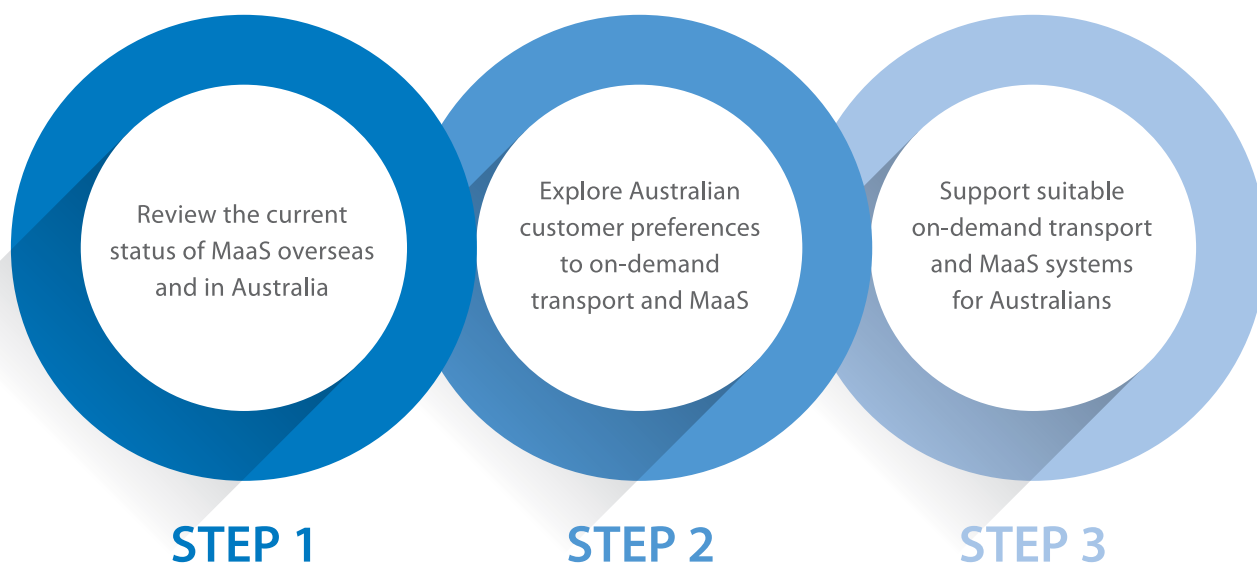 Review the current
status of MaaS overseas
and in Australia
Explore Australian
customer preferences
to on-demand
transport and MaaS
Support suitable
on-demand transport
and MaaS systems
for Australians
STEP 1
STEP 2
STEP 3